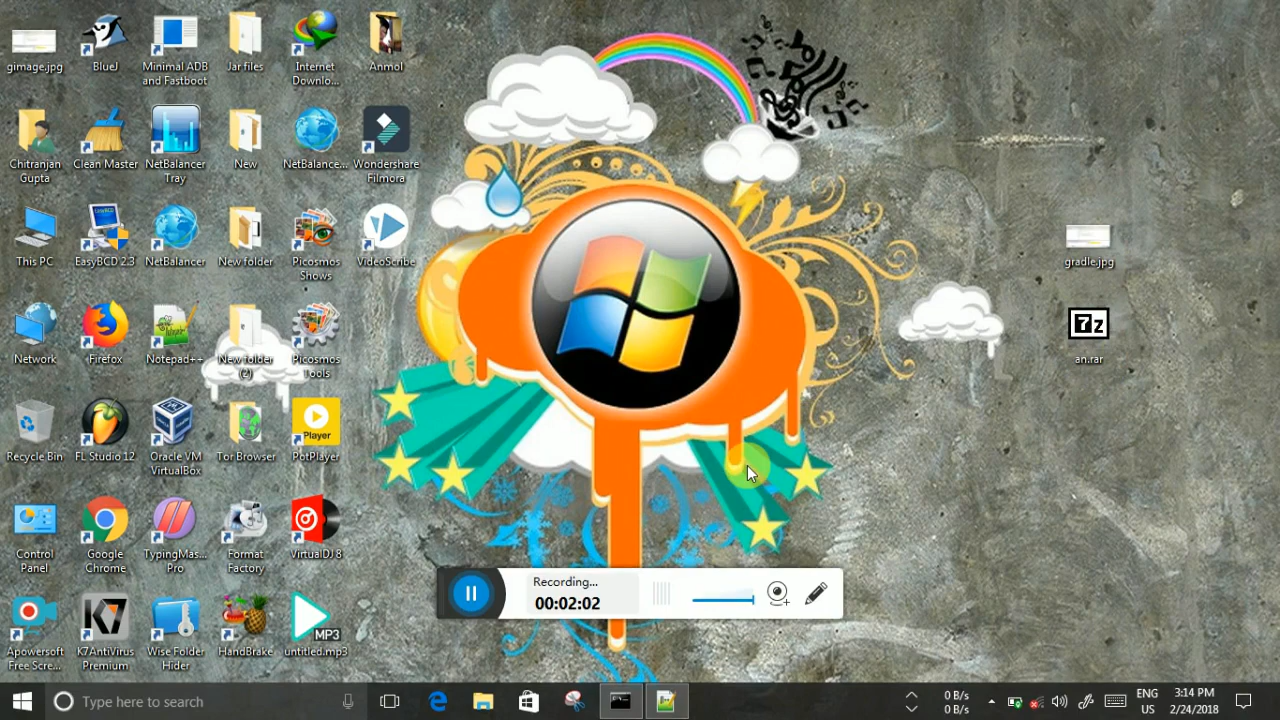 gimage.jpg
BlueJ
Minimal ADB
and Fastboot
Jar files
Internet
Downlo...
Anmol
Chitranjan
Gupta
Clean Master
NetBalancer
Tray
New
NetBalance...
Wondershare
Filmora
This PC
EasyBCD 2.3
NetBalancer
New folder
Picosmos
Shows
VideoScribe
Network
Firefox
Notepad++
New folder
(2)
Picosmos
Tools
Recycle Bin
FL Studio 12
Oracle VM
VirtualBox
Tor Browser
Player
PotPlayer
Control
Panel
Google
Chrome
TypingMas...
Pro
Format
Factory
VirtualDJ 8
Apowersoft
Free Scre...
K7
K7AntiVirus
Premium
Wise Folder
Hider
HandBrake
MP3
untitled.mp3
gradle.jpg
7z
an.rar
Recording...
00:02:02
Type here to search
0 B/s
0 B/s
ENG
US
3:14 PM
2/24/2018